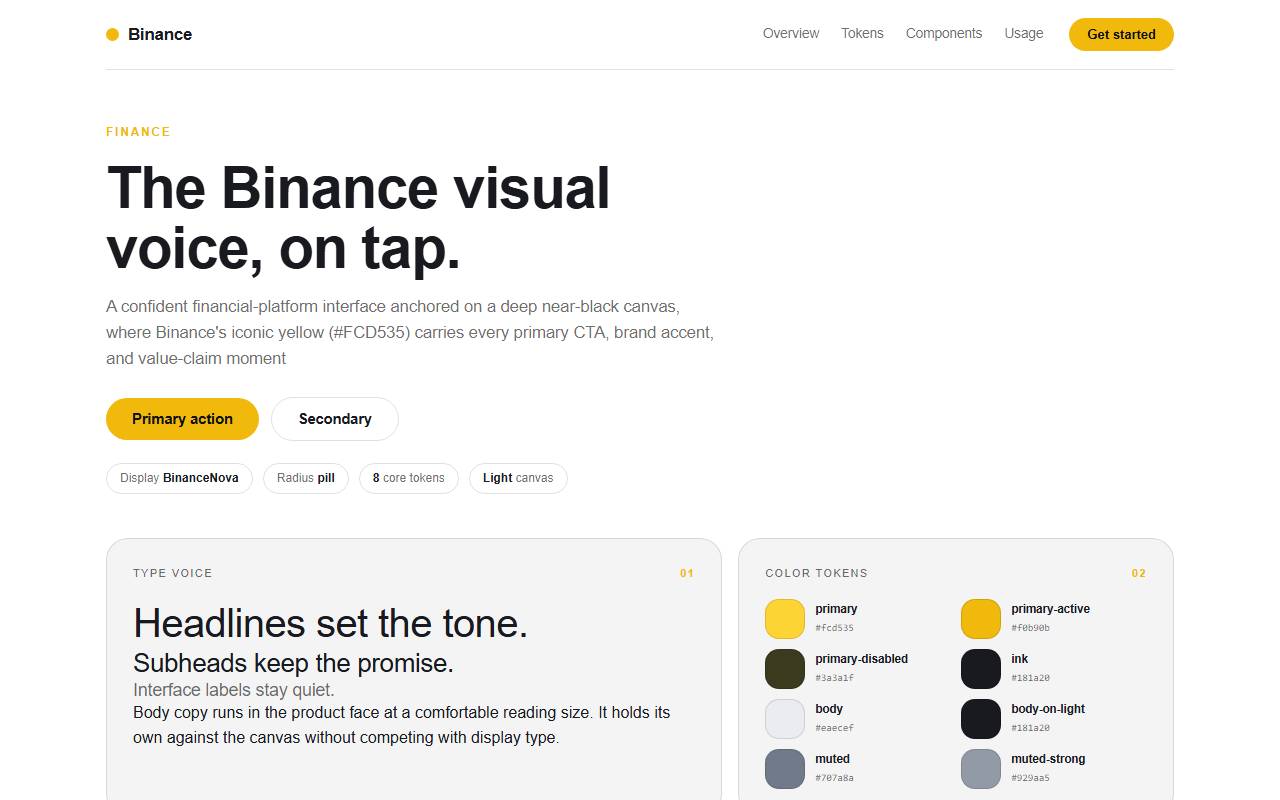 Binance
Overview Tokens Components Usage Get started
FINANCE
The Binance visual
voice, on tap.
A confident financial-platform interface anchored on a deep near-black canvas,
where Binance's iconic yellow (#FCD535) carries every primary CTA, brand accent,
and value-claim moment
Primary action Secondary
Display BinanceNova Radius pill 8 core tokens Light canvas
TYPE VOICE 01
Headlines set the tone.
Subheads keep the promise.
Interface labels stay quiet.
Body copy runs in the product face at a comfortable reading size. It holds its
own against the canvas without competing with display type.
COLOR TOKENS 02
primary
#fcd535
primary-active
#f0b90b
primary-disabled
#3a3a1f
ink
#181a20
body
#eaecef
body-on-light
#181a20
muted
#707a8a
muted-strong
#929aa5